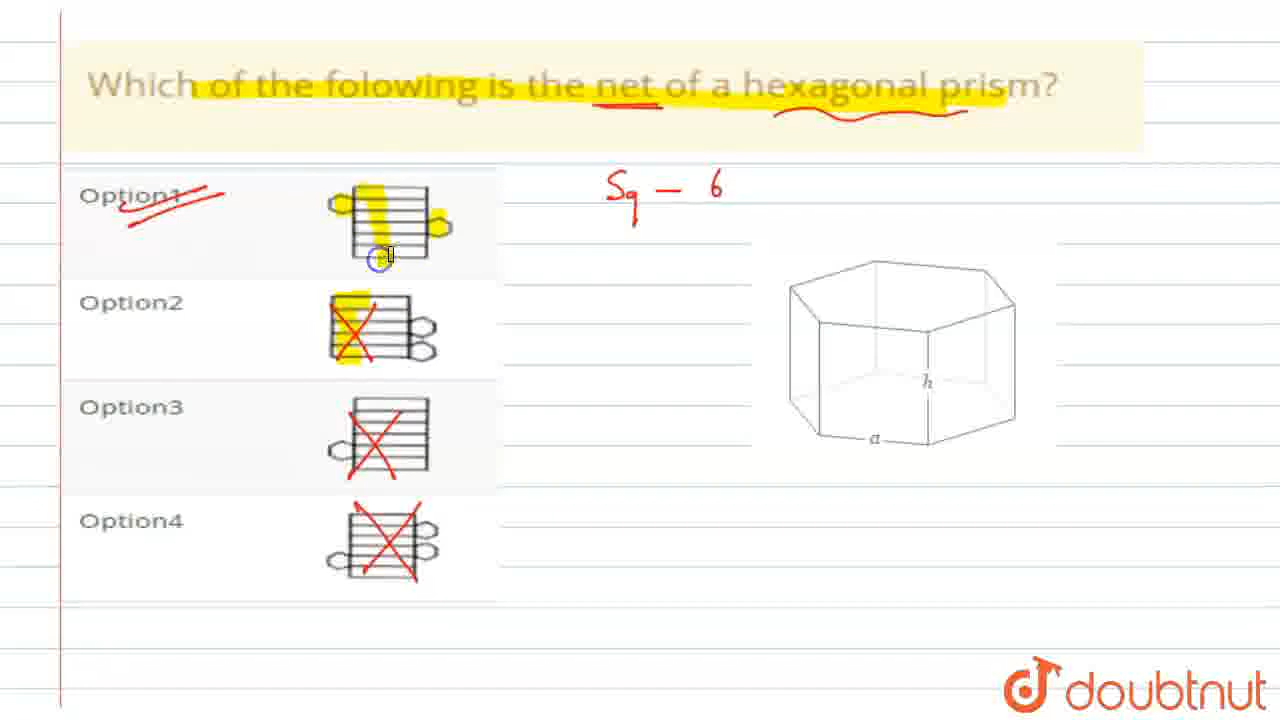 Which of the folowing is the net of a hexagonal prism?
Option1
Sq - 6
Option2
h
a
Option3
Option4
doubtnut